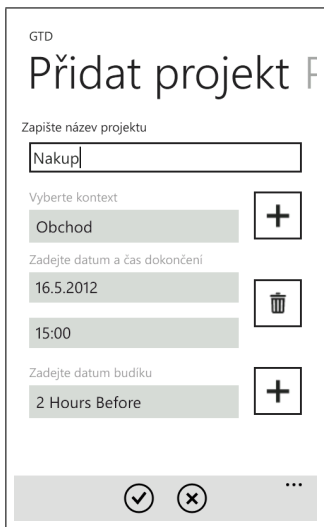 GTD
Přidat projekt
Zapište název projektu
Nakup
Vyberte kontext
Obchod
Zadejte datum a čas dokončení
16.5.2012
15:00
Zadejte datum budíku
2 Hours Before